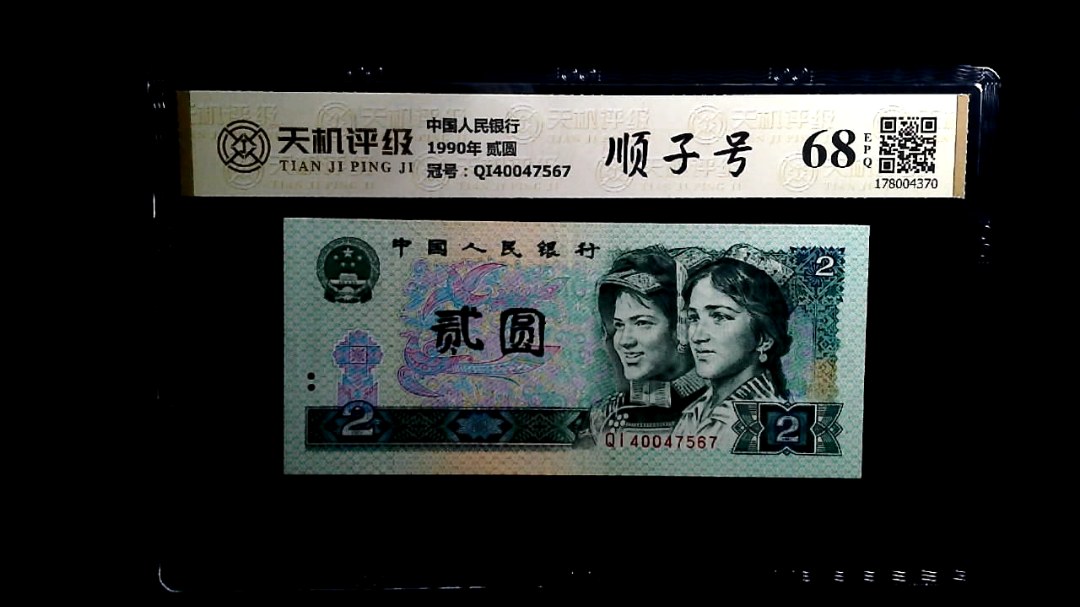 天机评级
TIAN JI PING JI
中国人民银行
1990年 贰圆
冠号：QI40047567
顺子号
68
EPQ
178004370
中国人民银行
2
贰圆
2
QI 40047567
2